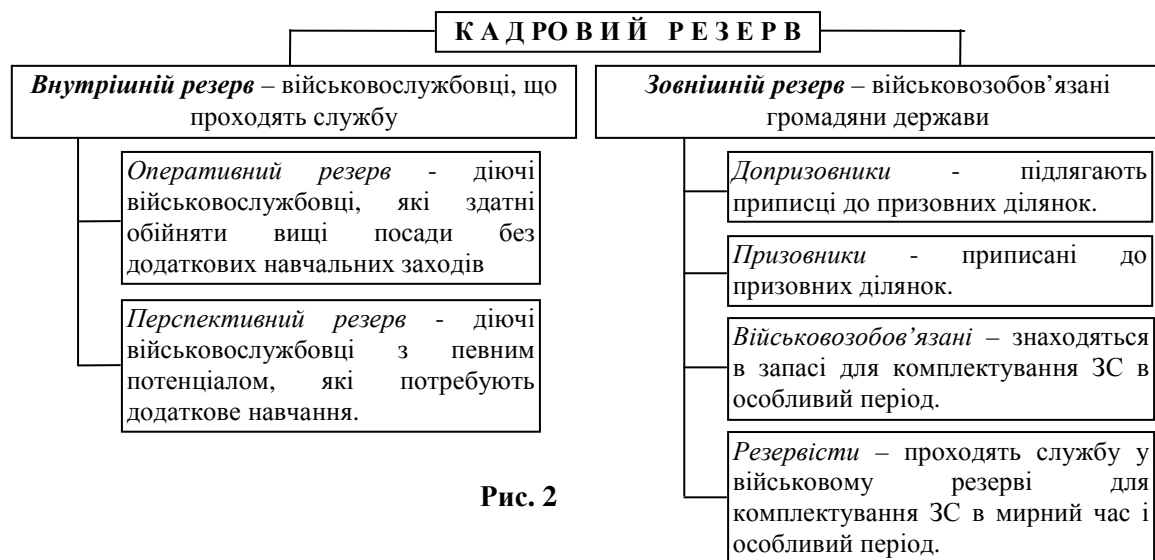 КАДРОВИЙ РЕЗЕРВ
Внутрішній резерв – військовослужбовці, що
проходять службу
Оперативний резерв - діючі
військовослужбовці, які здатні
обійняти вищі посади без
додаткових навчальних заходів
Перспективний резерв - діючі
військовослужбовці з певним
потенціалом, які потребують
додаткове навчання.
Зовнішній резерв – військовозобов’язані
громадяни держави
Допризовники - підлягають
приписці до призовних ділянок.
Призовники - приписані до
призовних ділянок.
Військовозобов’язані – знаходяться
в запасі для комплектування ЗС в
особливий період.
Резервісти – проходять службу у
військовому резерві для
комплектування ЗС в мирний час і
особливий період.
Рис. 2